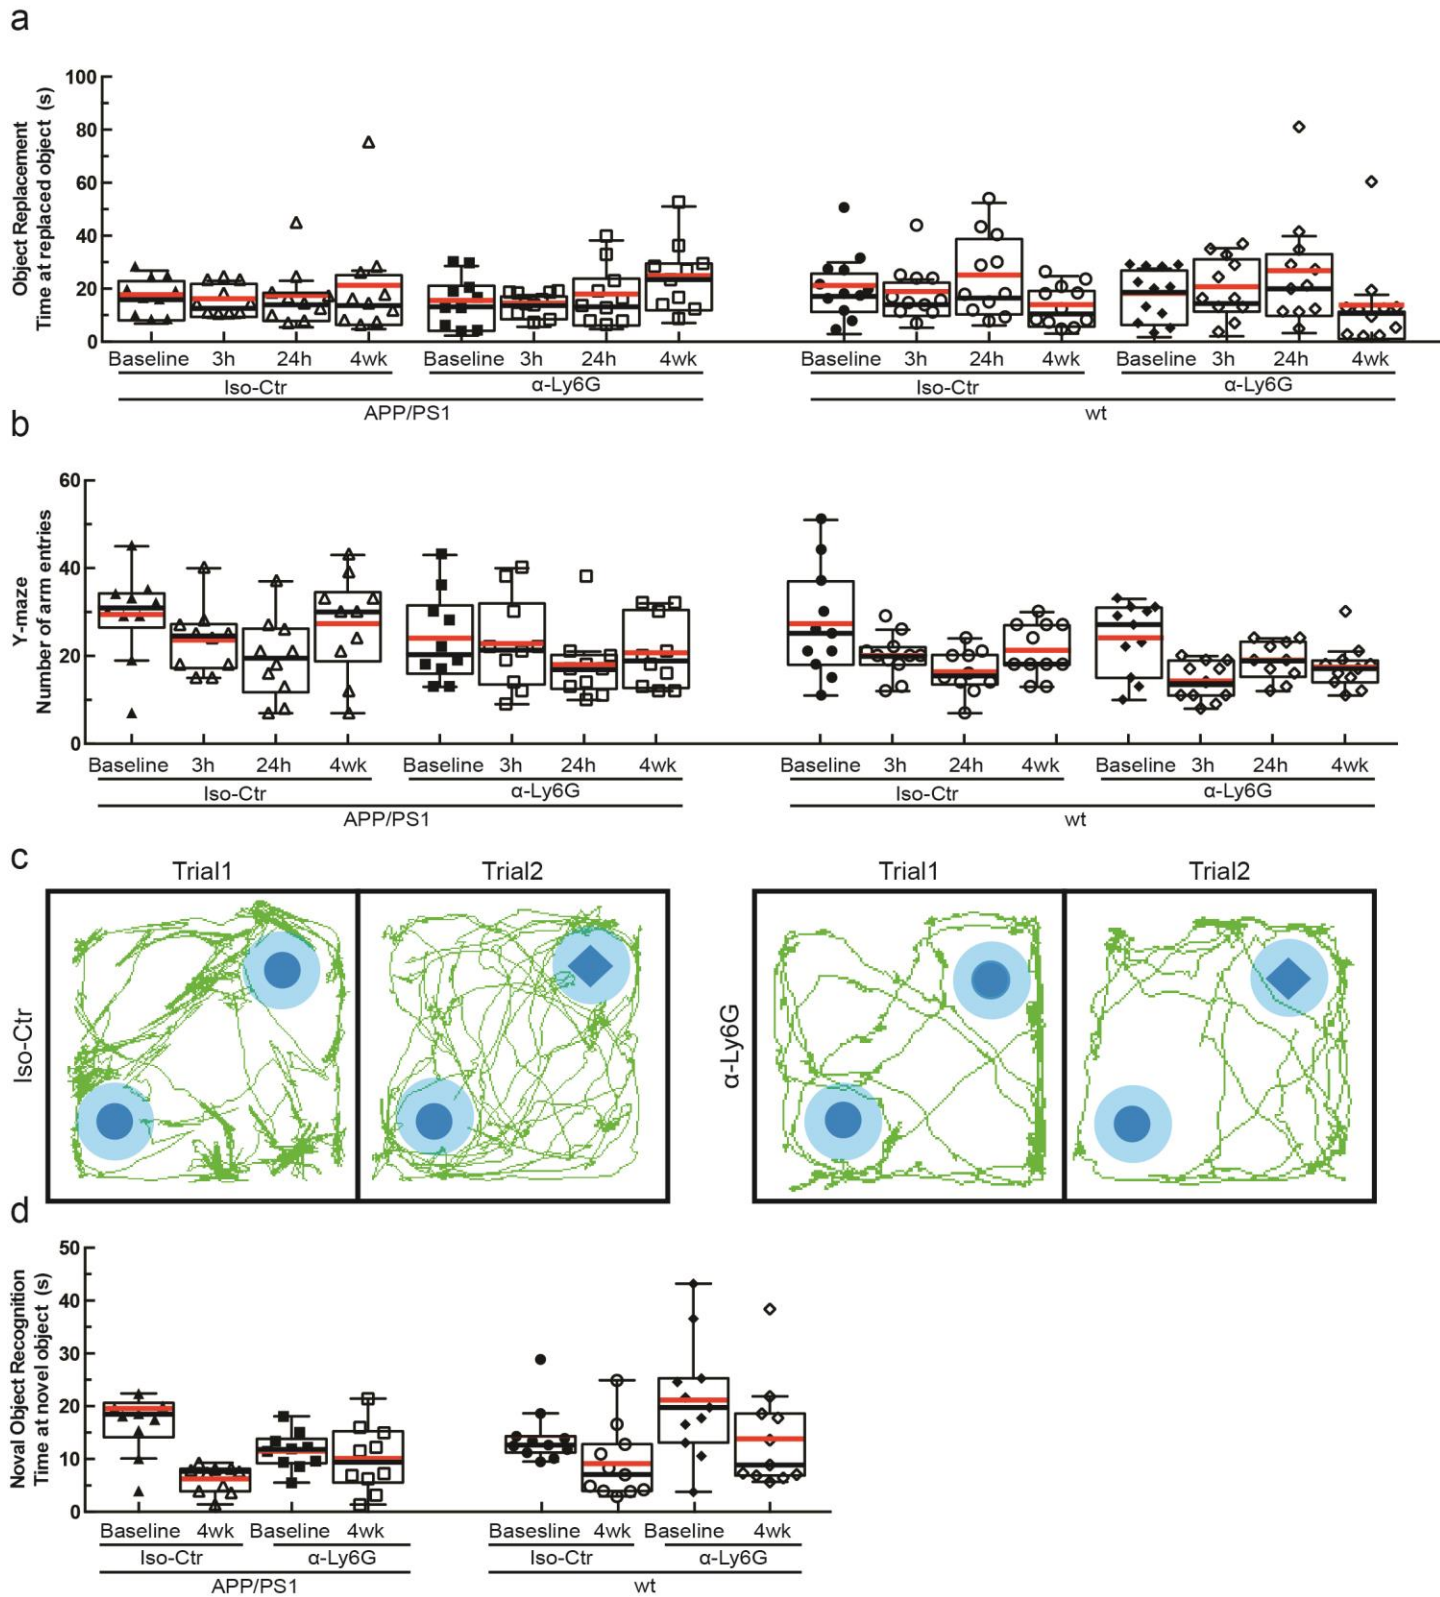 a
Object Replacement
Time at replaced object (s)
100
80
60
40
20
0
Baseline 3h 24h 4wk Baseline 3h 24h 4wk Baseline 3h 24h 4wk Baseline 3h 24h 4wk
Iso-Ctr α-Ly6G Iso-Ctr α-Ly6G
APP/PS1 wt
b
Y-maze
Number of arm entries
60
40
20
0
Baseline 3h 24h 4wk Baseline 3h 24h 4wk Baseline 3h 24h 4wk Baseline 3h 24h 4wk
Iso-Ctr α-Ly6G Iso-Ctr α-Ly6G
APP/PS1 wt
c
Trial1 Trial2 Trial1 Trial2
Iso-Ctr
α-Ly6G
d
Noval Object Recognition
Time at novel object (s)
50
40
30
20
10
0
Baseline 4wk Baseline 4wk Basesline 4wk Baseline 4wk
Iso-Ctr α-Ly6G Iso-Ctr α-Ly6G
APP/PS1 wt